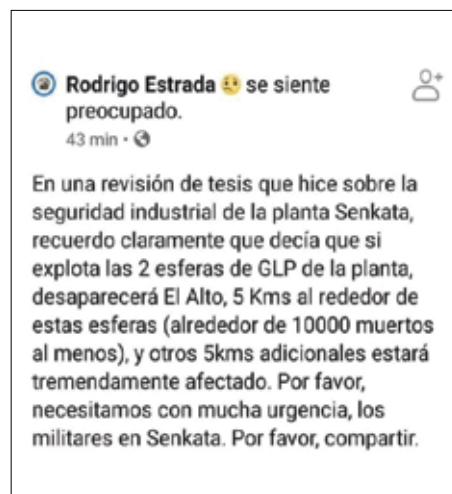 Rodrigo Estrada 😢 se siente
preocupado.
43 min ·
En una revisión de tesis que hice sobre la
seguridad industrial de la planta Senkata,
recuerdo claramente que decía que si
explota las 2 esferas de GLP de la planta,
desaparecerá El Alto, 5 Kms al rededor de
estas esferas (alrededor de 10000 muertos
al menos), y otros 5kms adicionales estará
tremendamente afectado. Por favor,
necesitamos con mucha urgencia, los
militares en Senkata. Por favor, compartir.